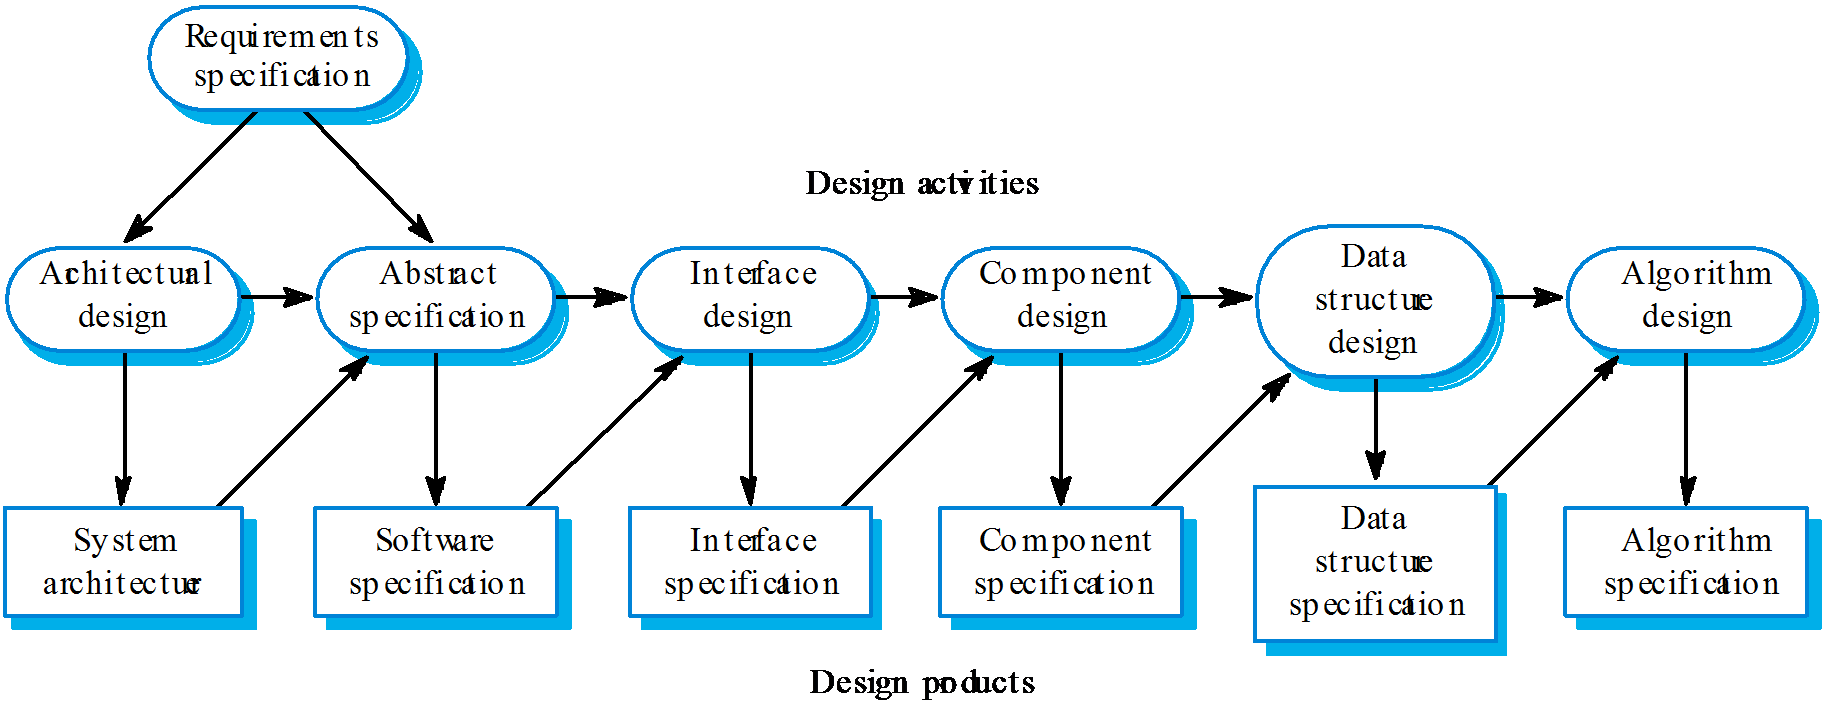 Requirements
specification
Design activities
Architectural
design
Abstract
specification
Interface
design
Component
design
Data
structure
design
Algorithm
design
System
architecture
Software
specification
Interface
specification
Component
specification
Data
structure
specification
Algorithm
specification
Design products